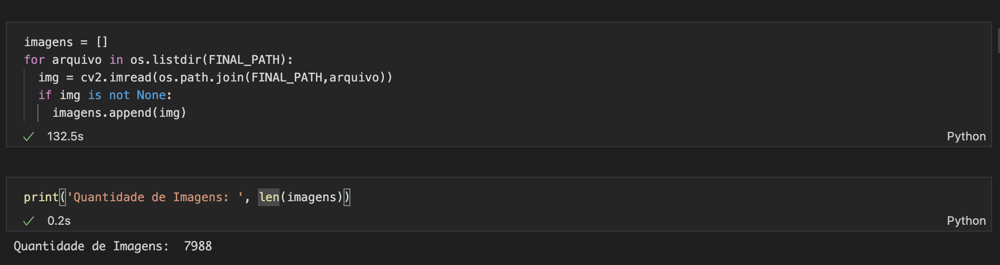 imagens = []
for arquivo in os.listdir(FINAL_PATH):
  img = cv2.imread(os.path.join(FINAL_PATH,arquivo))
  if img is not None:
    imagens.append(img)
132.5s
Python
print('Quantidade de Imagens: ', len(imagens))
0.2s
Python
Quantidade de Imagens:  7988